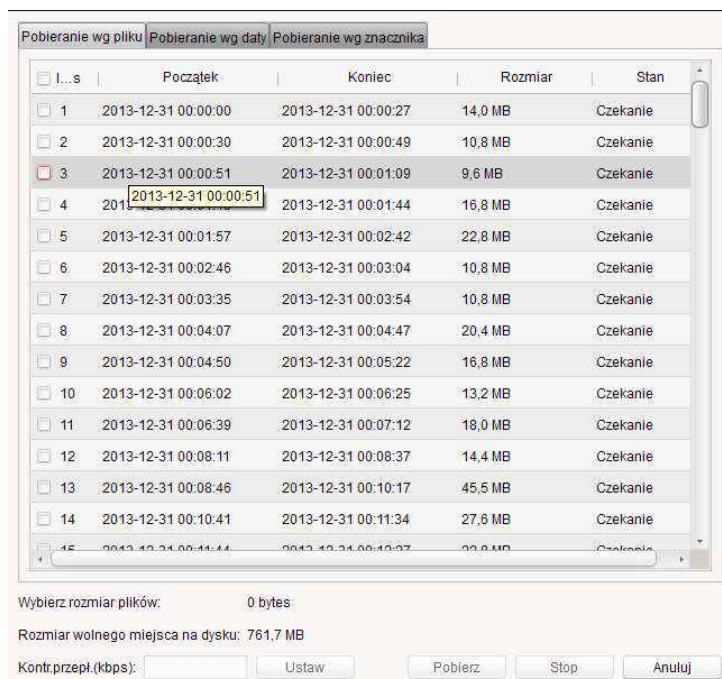 Pobieranie wg pliku Pobieranie wg daty Pobieranie wg znacznika
I...s Początek Koniec Rozmiar Stan
1 2013-12-31 00:00:00 2013-12-31 00:00:27 14,0 MB Czekanie
2 2013-12-31 00:00:30 2013-12-31 00:00:49 10,8 MB Czekanie
3 2013-12-31 00:00:51 2013-12-31 00:01:09 9,6 MB Czekanie
2013-12-31 00:00:51
4 2013-12-31 00:01:44 16,8 MB Czekanie
5 2013-12-31 00:01:57 2013-12-31 00:02:42 22,8 MB Czekanie
6 2013-12-31 00:02:46 2013-12-31 00:03:04 10,8 MB Czekanie
7 2013-12-31 00:03:35 2013-12-31 00:03:54 10,8 MB Czekanie
8 2013-12-31 00:04:07 2013-12-31 00:04:47 20,4 MB Czekanie
9 2013-12-31 00:04:50 2013-12-31 00:05:22 16,8 MB Czekanie
10 2013-12-31 00:06:02 2013-12-31 00:06:25 13,2 MB Czekanie
11 2013-12-31 00:06:39 2013-12-31 00:07:12 18,0 MB Czekanie
12 2013-12-31 00:08:11 2013-12-31 00:08:37 14,4 MB Czekanie
13 2013-12-31 00:08:46 2013-12-31 00:10:17 45,5 MB Czekanie
14 2013-12-31 00:10:41 2013-12-31 00:11:34 27,6 MB Czekanie
Wybierz rozmiar plików: 0 bytes
Rozmiar wolnego miejsca na dysku: 761,7 MB
Kontr.przepł.(kbps): Ustaw Pobierz Stop Anuluj